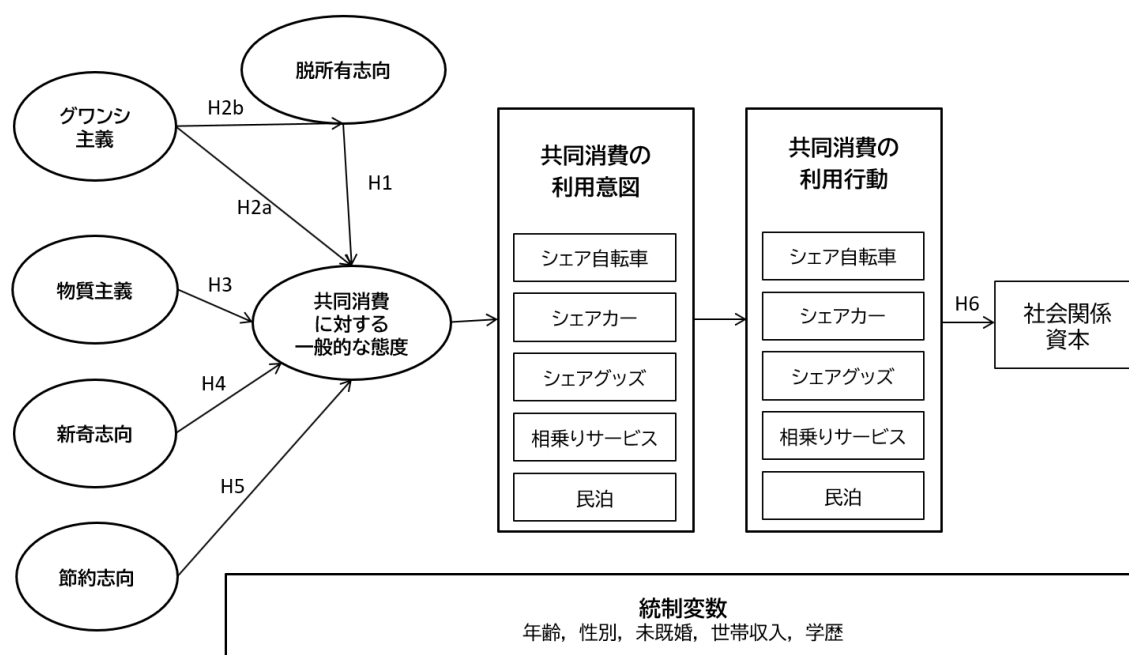 脱所有志向
グワンシ
主義
H2b
H1
H2a
物質主義
H3
共同消費
に対する
一般的な態度
新奇志向
H4
節約志向
H5
共同消費の
利用意図
シェア自転車
シェアカー
シェアグッズ
相乗りサービス
民泊
共同消費の
利用行動
シェア自転車
シェアカー
シェアグッズ
相乗りサービス
民泊
H6
社会関係
資本
統制変数
年齢，性別，未既婚，世帯収入，学歴